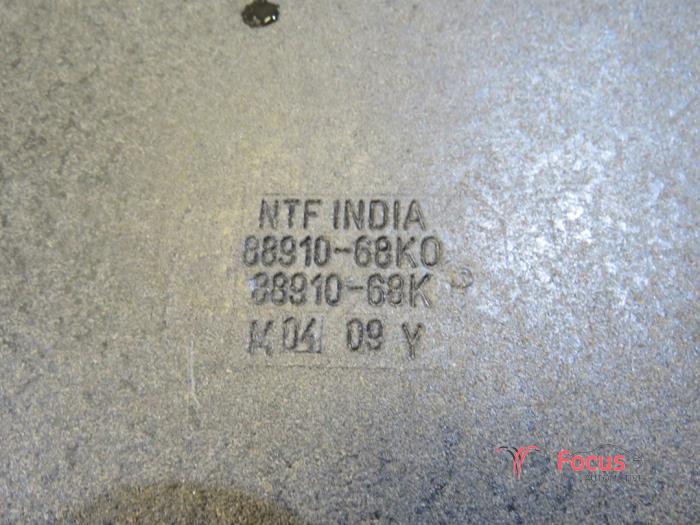 NTF INDIA
88910-68K0
88910-68K
M 04 09 Y
Focus